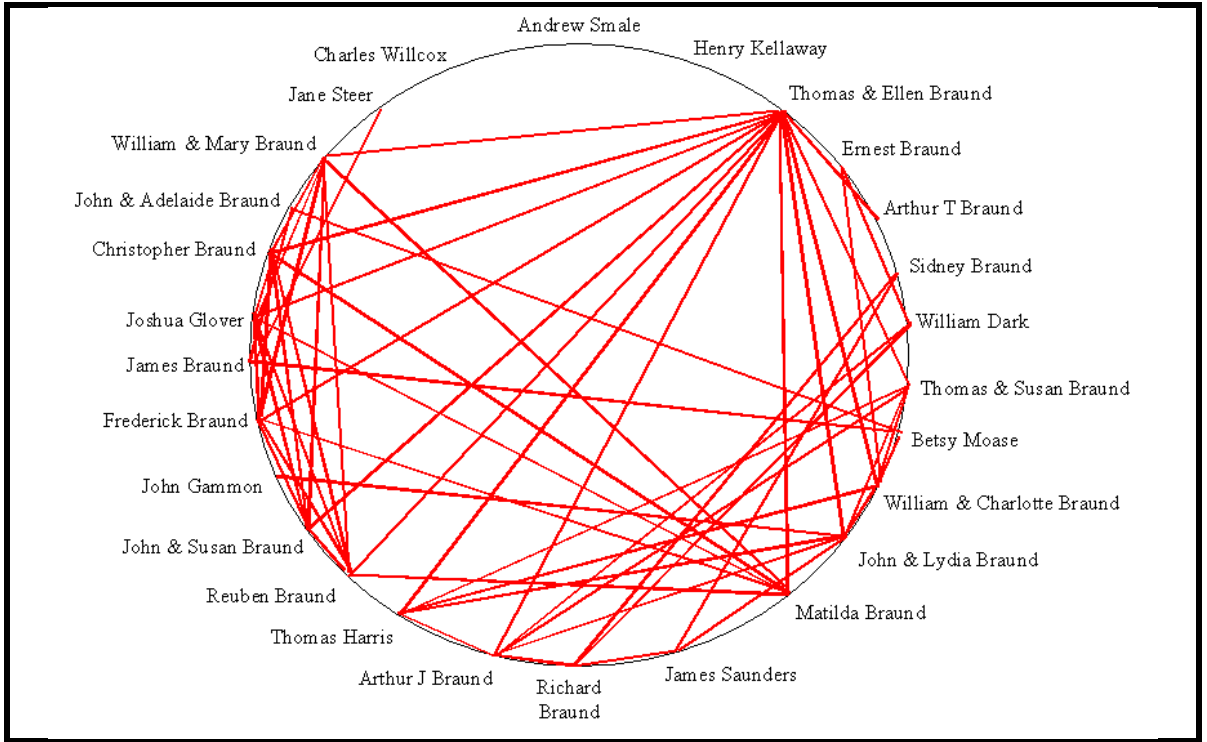 Andrew Smale
Henry Kellaway
Charles Willcox
Thomas & Ellen Braund
Jane Steer
William & Mary Braund
Ernest Braund
John & Adelaide Braund
Arthur T Braund
Christopher Braund
Sidney Braund
Joshua Glover
William Dark
James Braund
Thomas & Susan Braund
Frederick Braund
Betsy Moase
John Gammon
William & Charlotte Braund
John & Susan Braund
John & Lydia Braund
Reuben Braund
Matilda Braund
Thomas Harris
Arthur J Braund
James Saunders
Richard
Braund